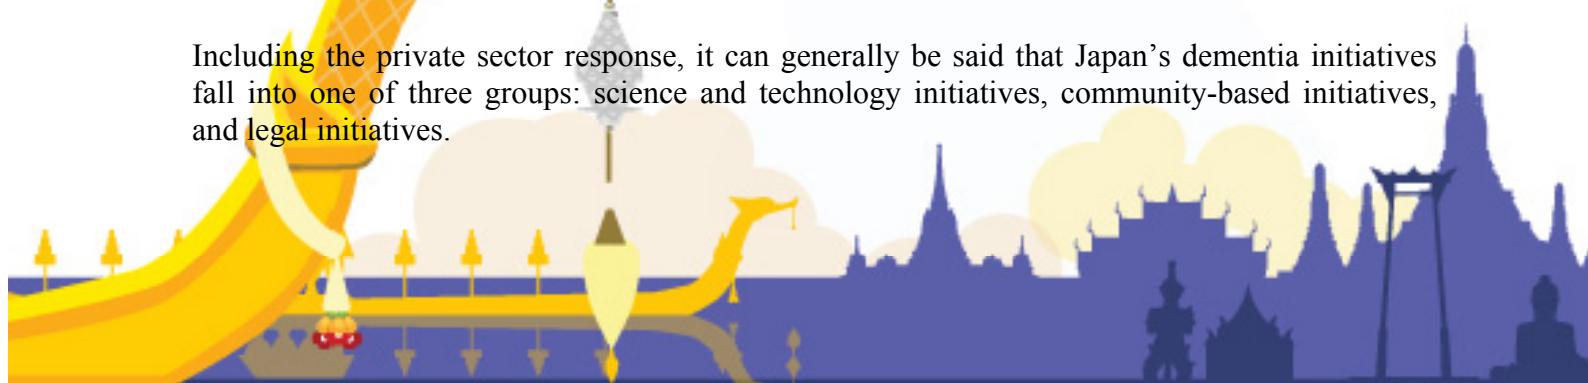 Including the private sector response, it can generally be said that Japan’s dementia initiatives
fall into one of three groups: science and technology initiatives, community-based initiatives,
and legal initiatives.